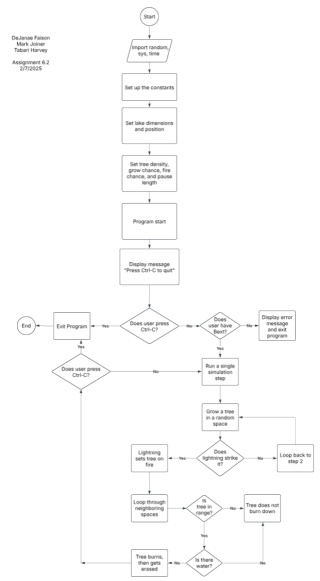 Start
DeJanae Faison
Mark Joiner
Tabari Harvey
Assignment 6.2
2/7/2025
Import random,
sys, time
Set up the constants
Set lake dimensions
and position
Set tree density,
grow chance, fire
chance, and pause
length
Program start
Display message
"Press Ctrl-C to quit"
End
Exit Program
Yes
Does user press
Ctrl-C?
No
Does
user have
Bext?
No
Display error
message
and exit
program
Yes
Yes
Does user press
Ctrl-C?
No
Run a single
simulation
step
Grow a tree
in a random
space
Lightning
sets tree on
fire
Yes
Does
lightning strike
it?
No
Loop back to
step 2
Loop through
neighboring
spaces
Is
tree in
range?
No
Tree does not
burn down
Yes
Tree burns,
then gets
erased
No
Is there
water?
No